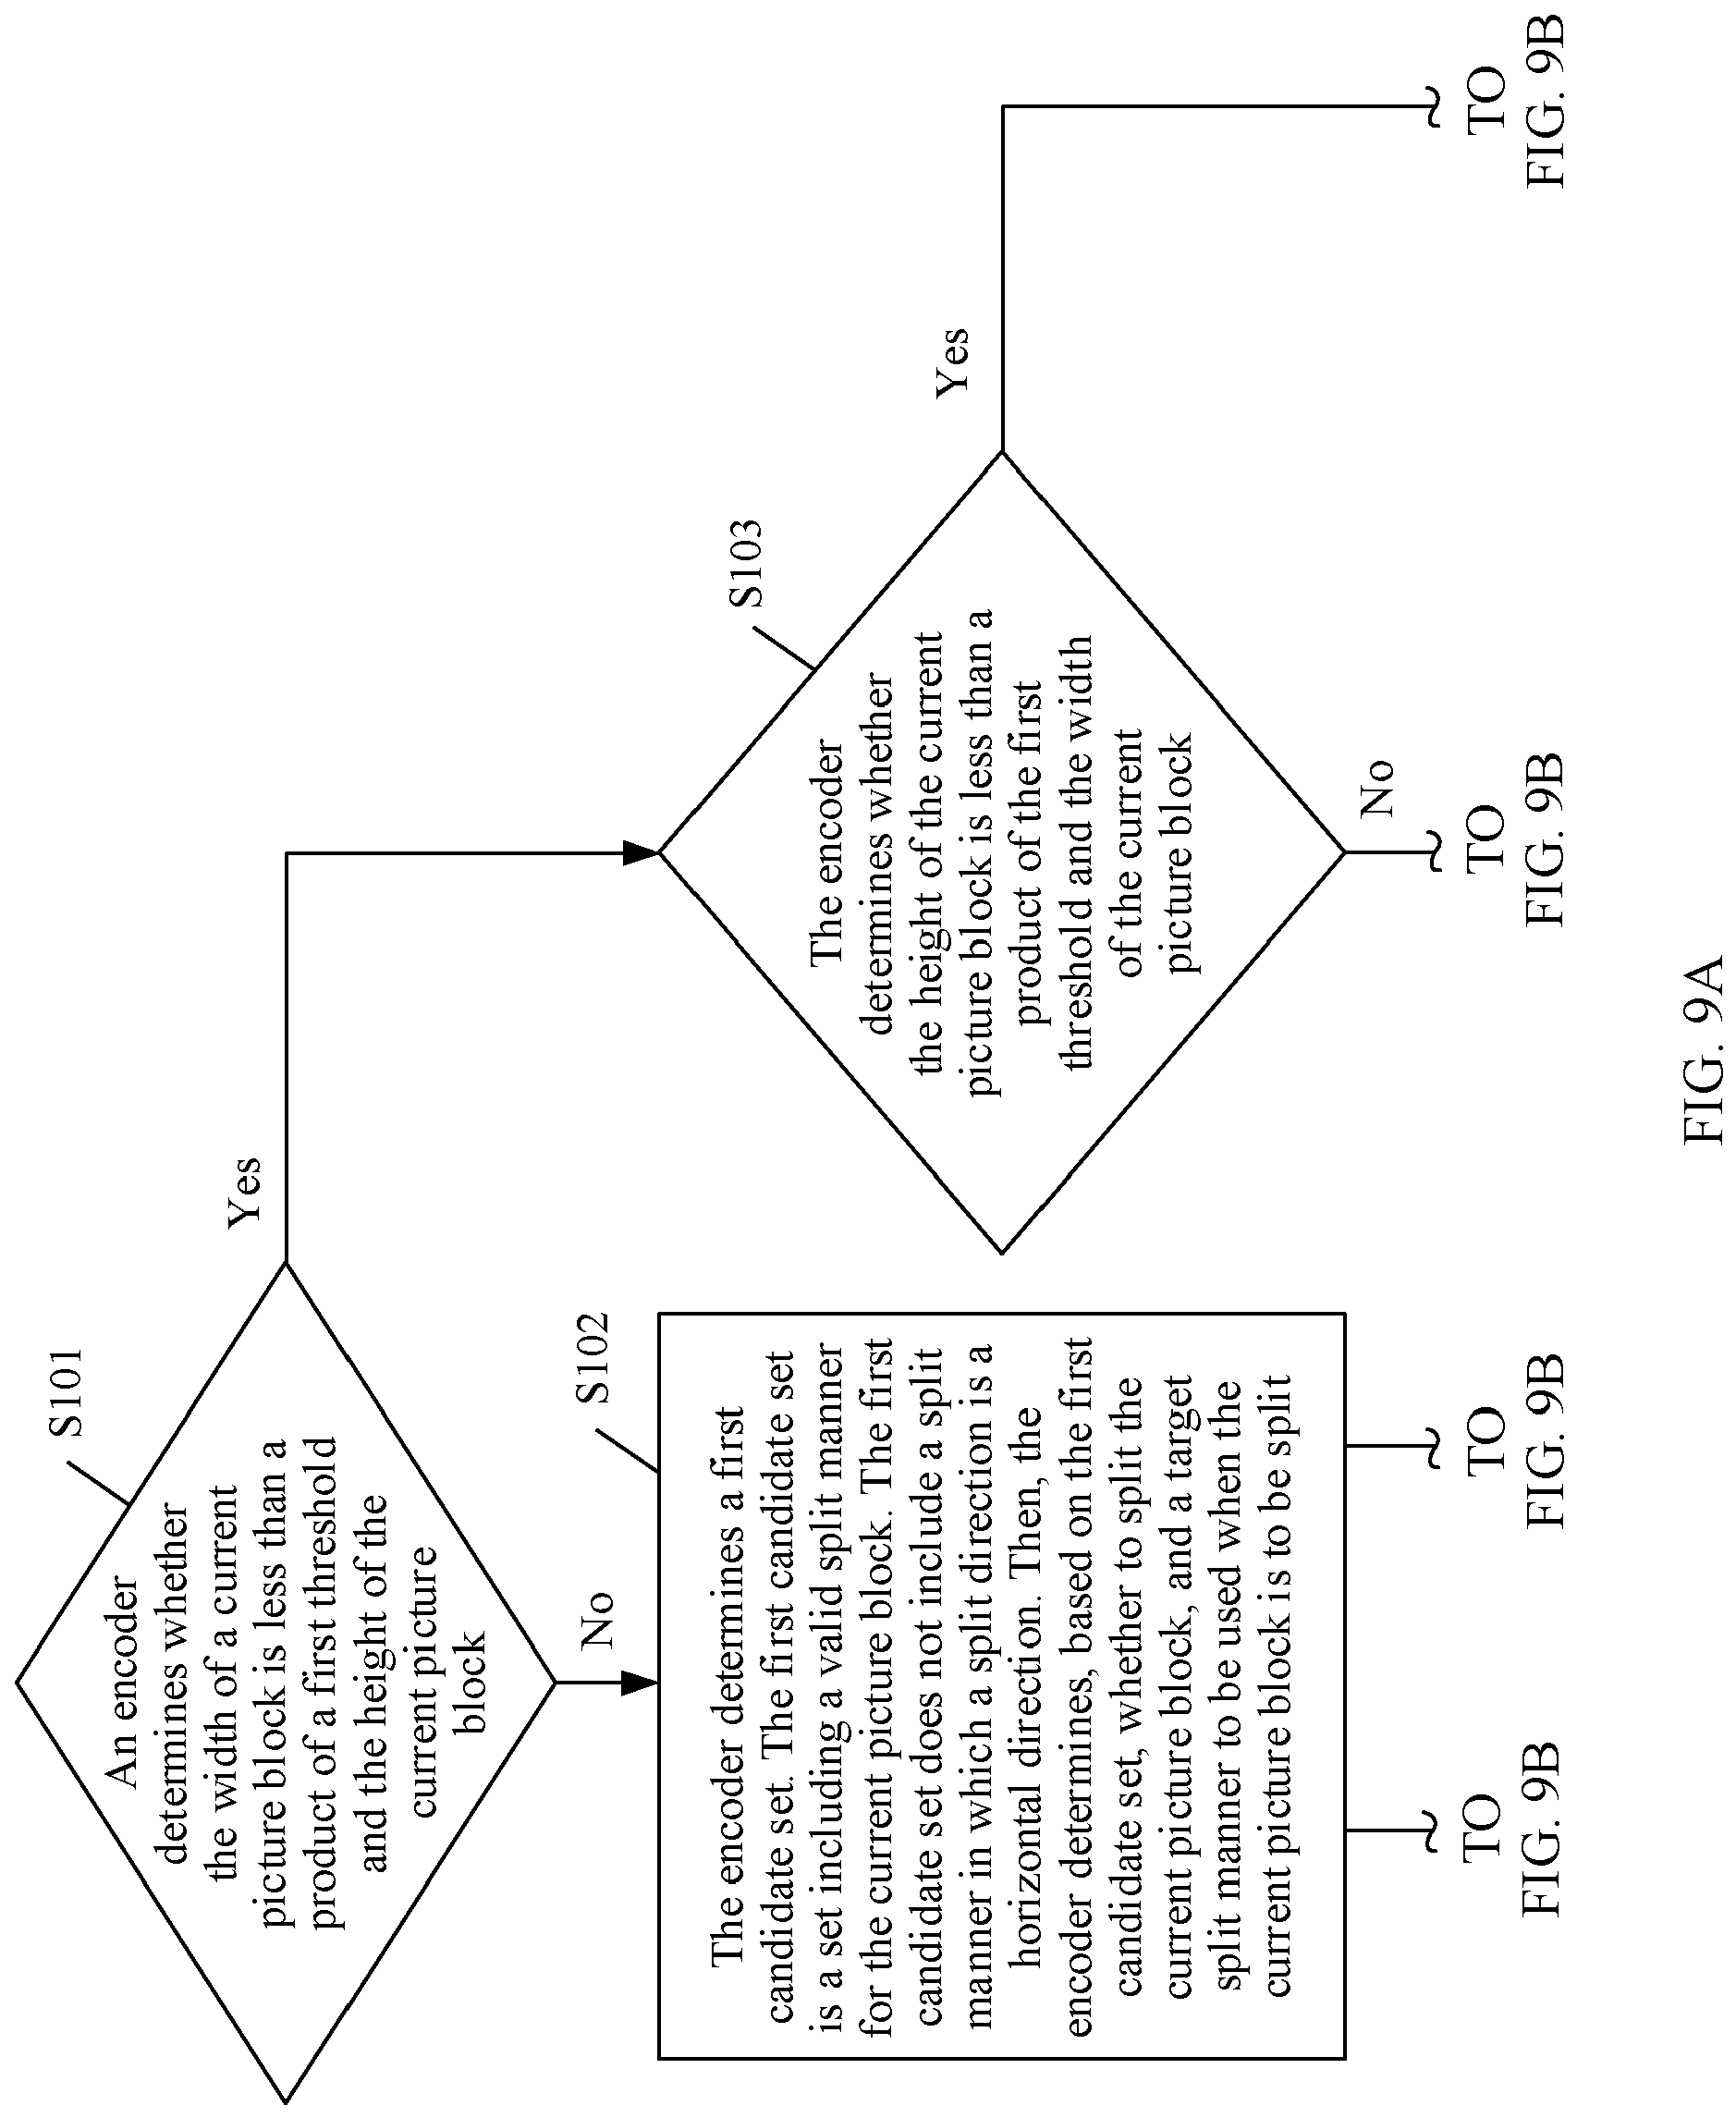 S101
An encoder
determines whether
the width of a current
picture block is less than a
product of a first threshold
and the height of the
current picture
block
Yes
No
S102
The encoder determines a first
candidate set. The first candidate set
is a set including a valid split manner
for the current picture block. The first
candidate set does not include a split
manner in which a split direction is a
horizontal direction. Then, the
encoder determines, based on the first
candidate set, whether to split the
current picture block, and a target
split manner to be used when the
current picture block is to be split
S103
The encoder
determines whether
the height of the current
picture block is less than a
product of the first
threshold and the width
of the current
picture block
Yes
No
TO
FIG. 9B
TO
FIG. 9B
TO
FIG. 9B
TO
FIG. 9B
FIG. 9A